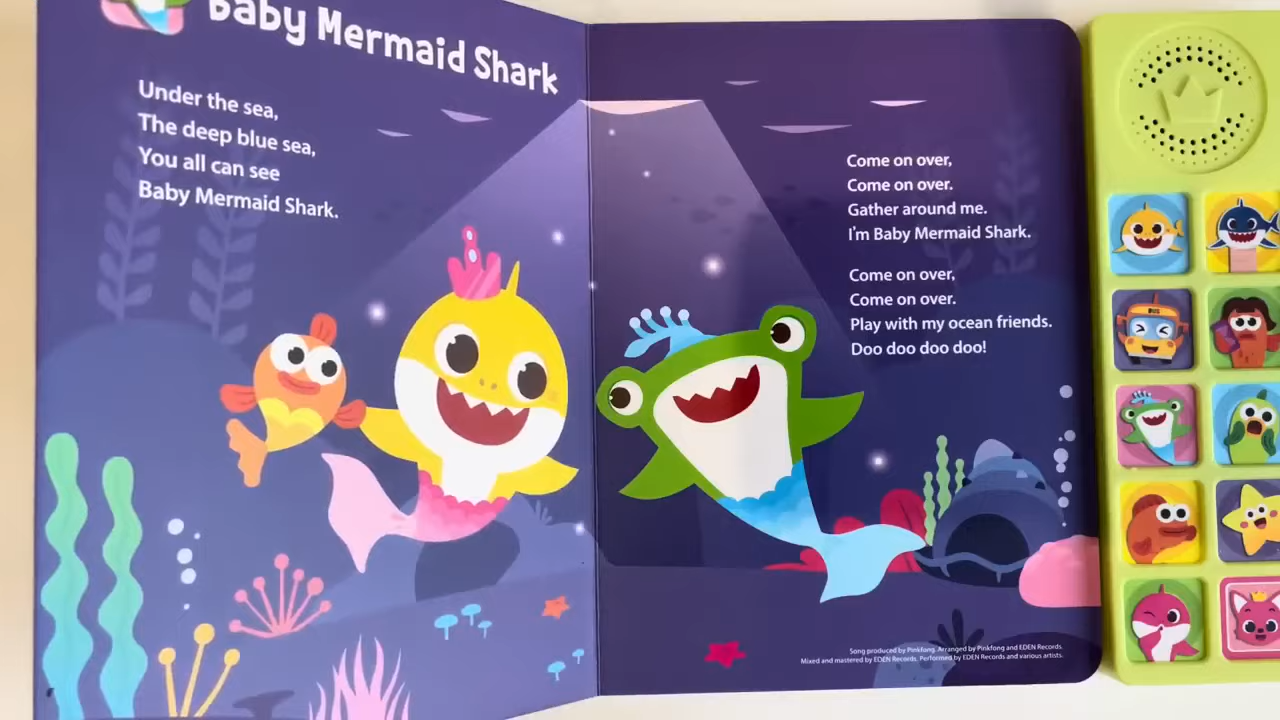 Baby Mermaid Shark
Under the sea,
The deep blue sea,
You all can see
Baby Mermaid Shark.
Come on over,
Come on over.
Gather around me.
I'm Baby Mermaid Shark.
Come on over,
Come on over.
Play with my ocean friends.
Doo doo doo doo!
Song produced by Pinkfong. Arranged by Pinkfong and EDEN Records.
Mixed and mastered by EDEN Records. Performed by EDEN Records and various artists.
BUS